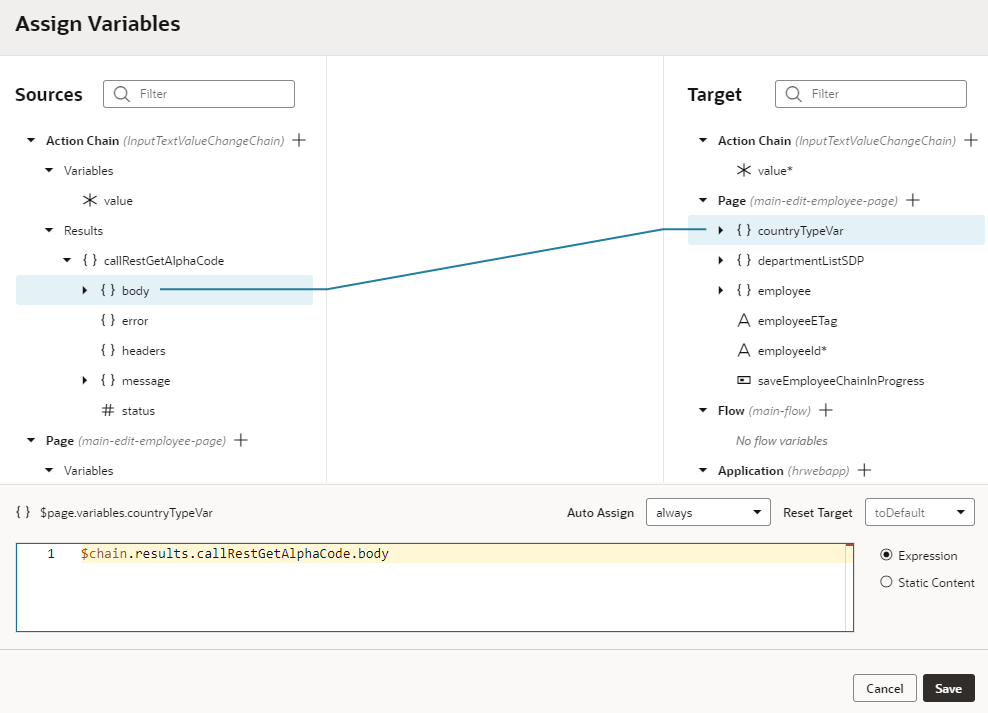 Assign Variables
Sources
Filter
Action Chain (InputTextValueChangeChain)
Variables
value
Results
{ } callRestGetAlphaCode
{ } body
{ } error
{ } headers
{ } message
# status
Page (main-edit-employee-page)
Variables
Target
Filter
Action Chain (InputTextValueChangeChain)
value*
Page (main-edit-employee-page)
{ } countryTypeVar
{ } departmentListSDP
{ } employee
A employeeETag
A employeeId*
saveEmployeeChainInProgress
Flow (main-flow)
No flow variables
Application (hrwebapp)
{ } $page.variables.countryTypeVar
Auto Assign always Reset Target toDefault
1 $chain.results.callRestGetAlphaCode.body
Expression
Static Content
Cancel Save